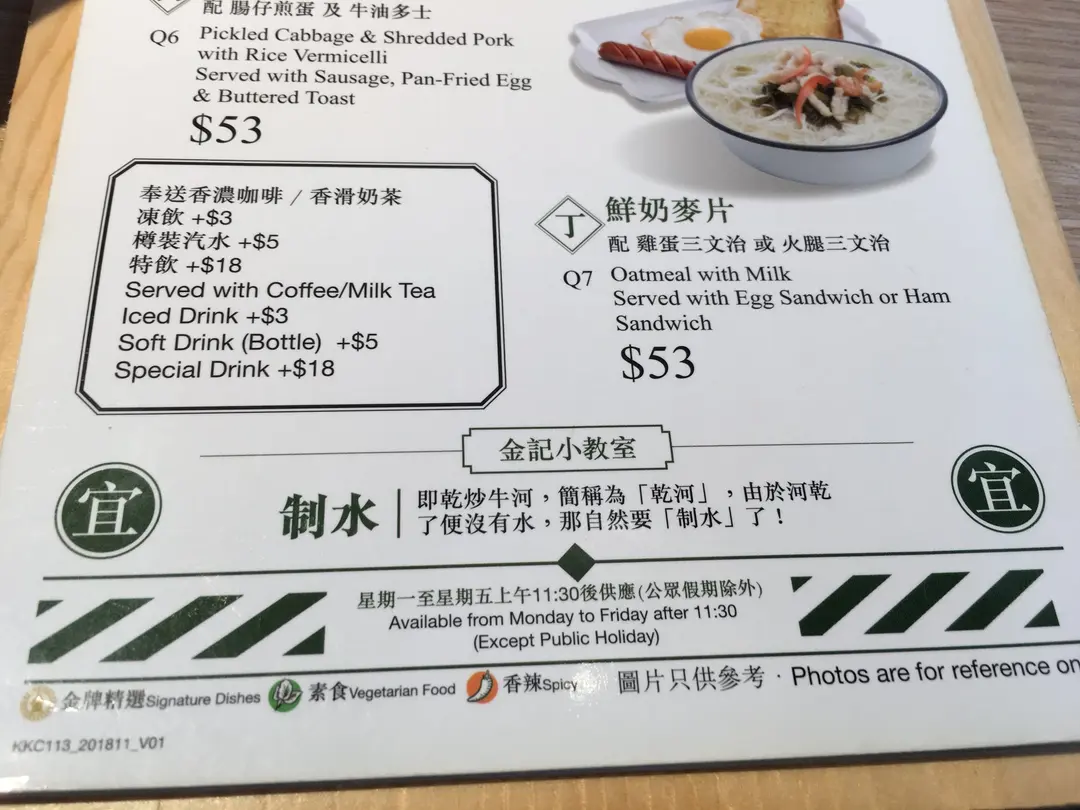 配 腸仔煎蛋 及 牛油多士
Q6 Pickled Cabbage & Shredded Pork
with Rice Vermicelli
Served with Sausage, Pan-Fried Egg
& Buttered Toast
$53
奉送香濃咖啡 / 香滑奶茶
凍飲 +$3
樽裝汽水 +$5
特飲 +$18
Served with Coffee/Milk Tea
Iced Drink +$3
Soft Drink (Bottle) +$5
Special Drink +$18
丁 鮮奶麥片
配 雞蛋三文治 或 火腿三文治
Q7 Oatmeal with Milk
Served with Egg Sandwich or Ham
Sandwich
$53
金記小教室
宜
制水
即乾炒牛河，簡稱為「乾河」，由於河乾
了便沒有水，那自然要「制水」了！
宜
星期一至星期五上午11:30後供應(公眾假期除外)
Available from Monday to Friday after 11:30
(Except Public Holiday)
金牌精選Signature Dishes 素食Vegetarian Food 香辣Spicy 圖片只供參考 · Photos are for reference on
KKC113_201811_V01